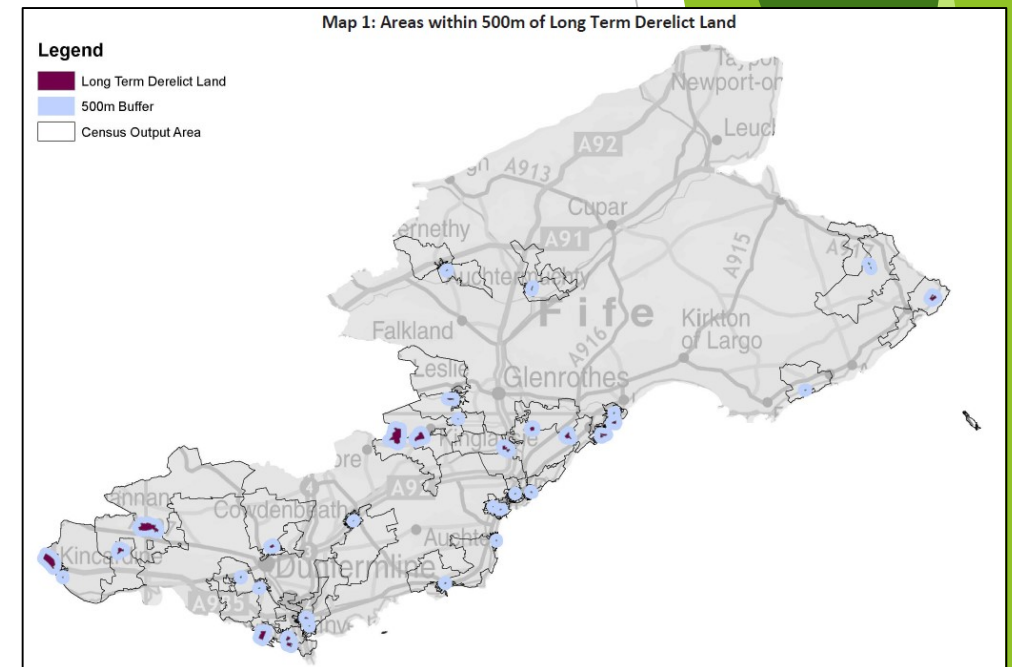 Map 1: Areas within 500m of Long Term Derelict Land
Legend
Long Term Derelict Land
500m Buffer
Census Output Area
Newport-on
A92
A913
Cupar
A91
ernethy
A915
Fife
Falkland
A916
Kirkton
of Largo
Leslie
Glenrothes
annan
Cowdenbeath
Kincardine
Dunfermline